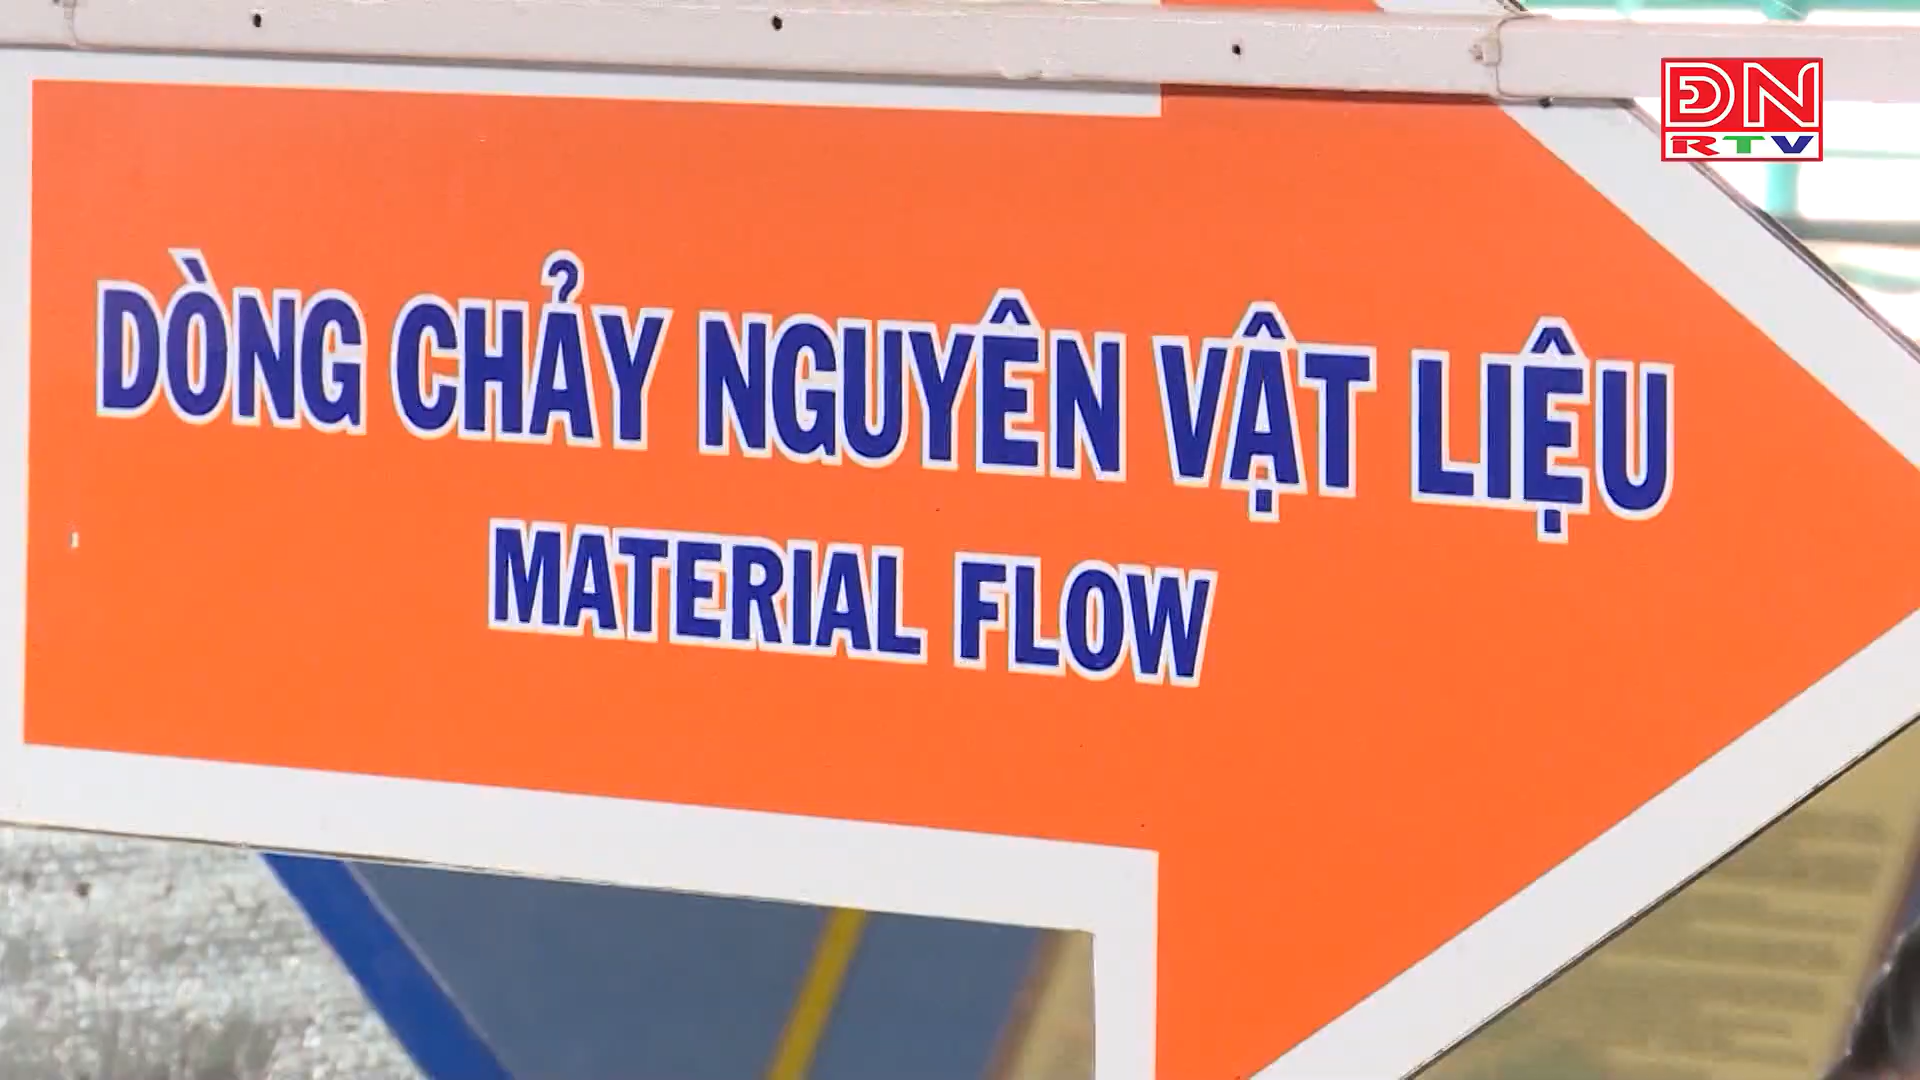 ĐN
RTV
DÒNG CHẢY NGUYÊN VẬT LIỆU
MATERIAL FLOW